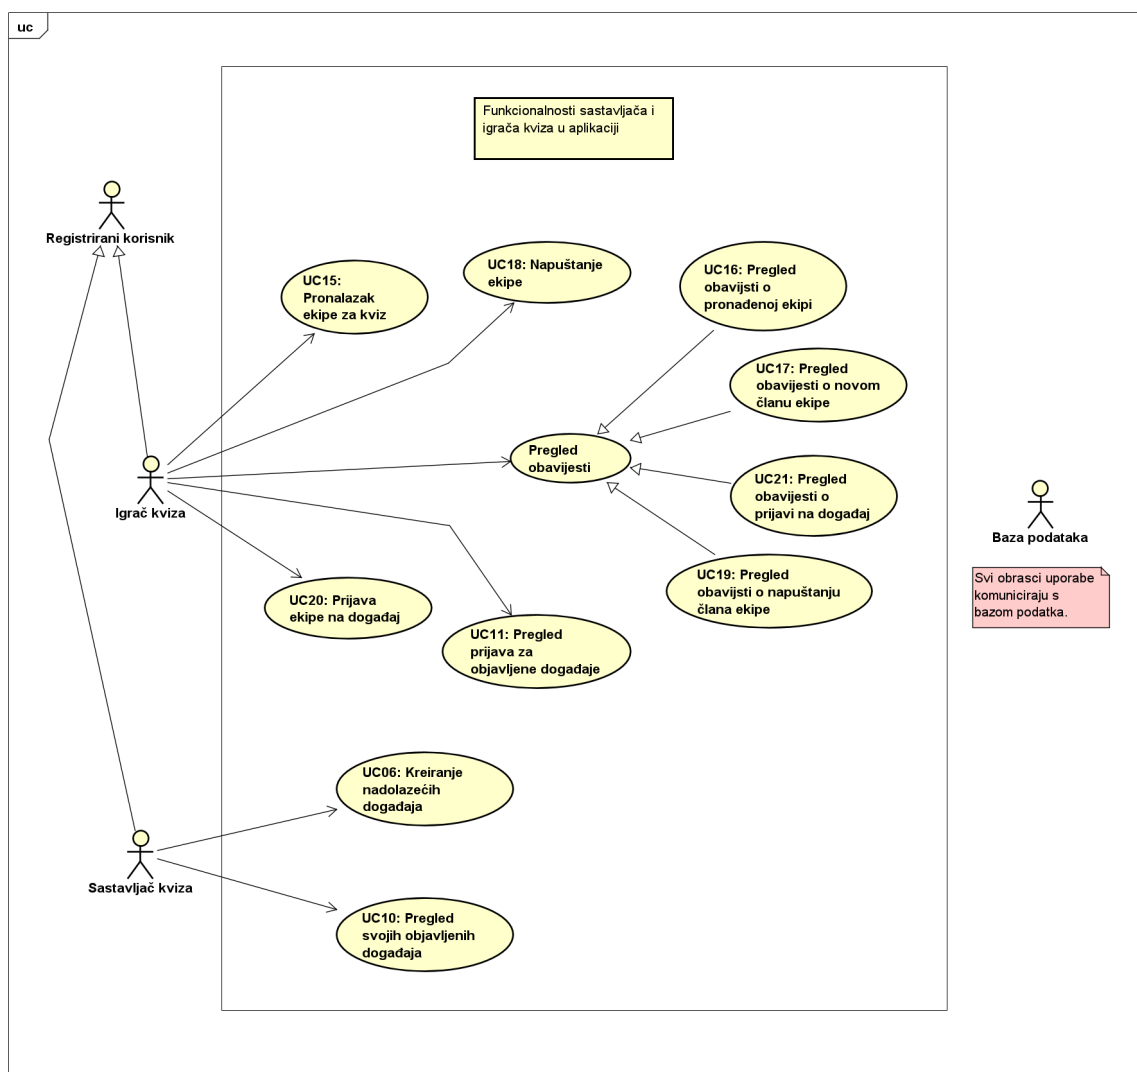 uc
Funkcionalnosti sastavljača i
igrača kviza u aplikaciji
Registrirani korisnik
UC15:
Pronalazak
ekipe za kviz
UC18: Napuštanje
ekipe
UC16: Pregled
obavijsti o
pronađenoj ekipi
UC17: Pregled
obavijesti o novom
članu ekipe
Pregled
obavijesti
Igrač kviza
UC21: Pregled
obavijesti o
prijavi na događaj
Baza podataka
Svi obrasci uporabe
komuniciraju s
bazom podatka.
UC19: Pregled
obavijsti o napuštanju
člana ekipe
UC20: Prijava
ekipe na događaj
UC11: Pregled
prijava za
objavljene događaje
UC06: Kreiranje
nadolazećih
događaja
Sastavljač kviza
UC10: Pregled
svojih objavljenih
događaja